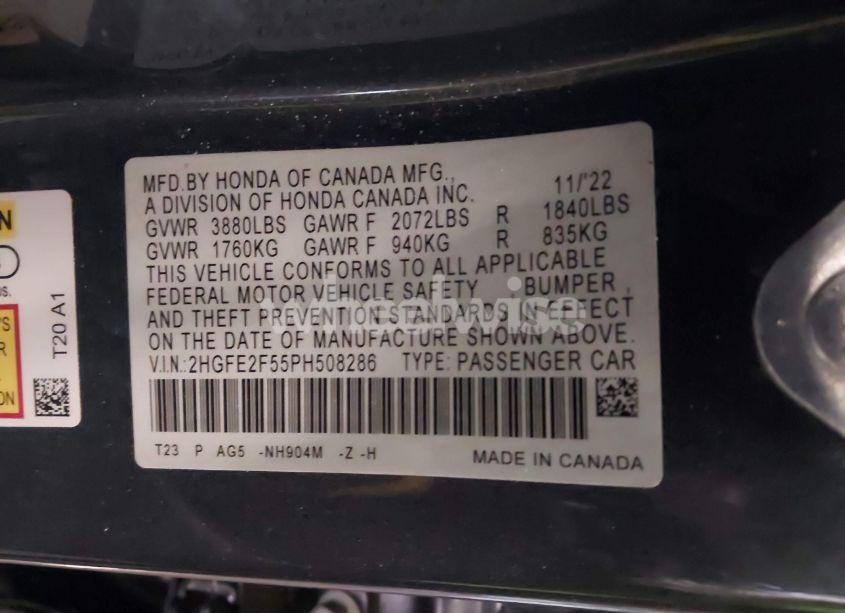 MFD.BY HONDA OF CANADA MFG., 11/'22
A DIVISION OF HONDA CANADA INC.
GVWR 3880LBS GAWR F 2072LBS R 1840LBS
GVWR 1760KG GAWR F 940KG R 835KG
THIS VEHICLE CONFORMS TO ALL APPLICABLE
FEDERAL MOTOR VEHICLE SAFETY , BUMPER ,
AND THEFT PREVENTION STANDARDS IN EFFECT
ON THE DATE OF MANUFACTURE SHOWN ABOVE.
V.I.N.:2HGFE2F55PH508286 TYPE: PASSENGER CAR
T23 P AG5 -NH904M -Z -H
MADE IN CANADA
T20 A1
wheelwise